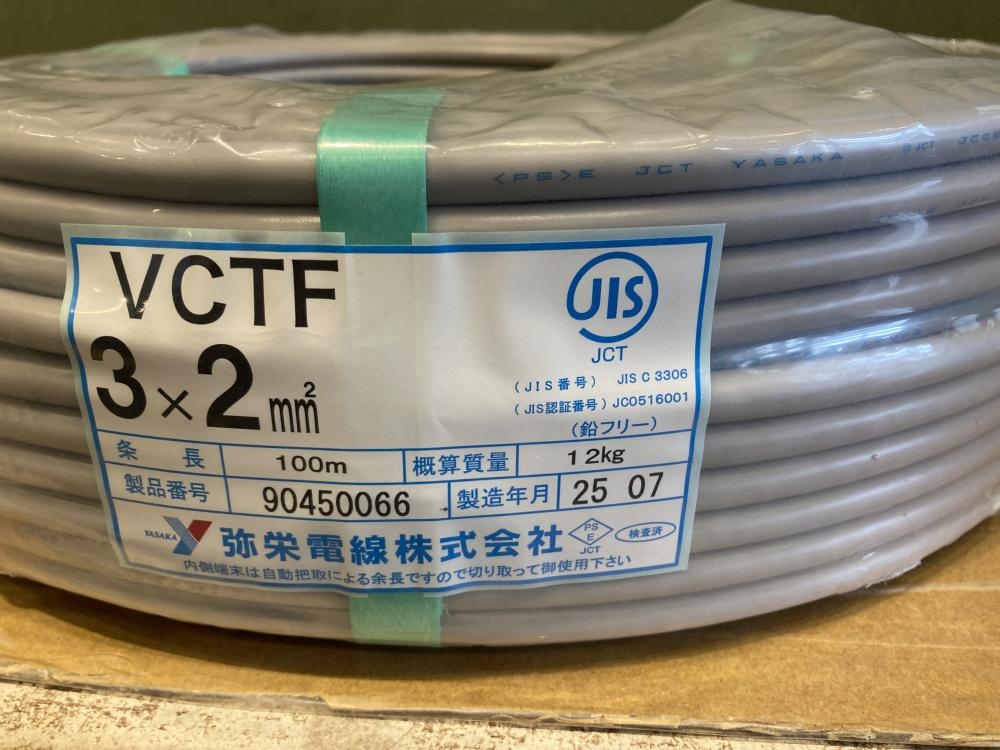 <PS>E JCT YASAKA JCT
VCTF
3×2mm²
JIS
JCT
(JIS番号) JIS C 3306
(JIS認証番号) JC0516001
(鉛フリー)
条長 100m 概算質量 12kg
製品番号 90450066 製造年月 25 07
YASAKA 弥栄電線株式会社 PS E JCT 検査済
内側端末は自動把取による余長ですので切り取って御使用下さい